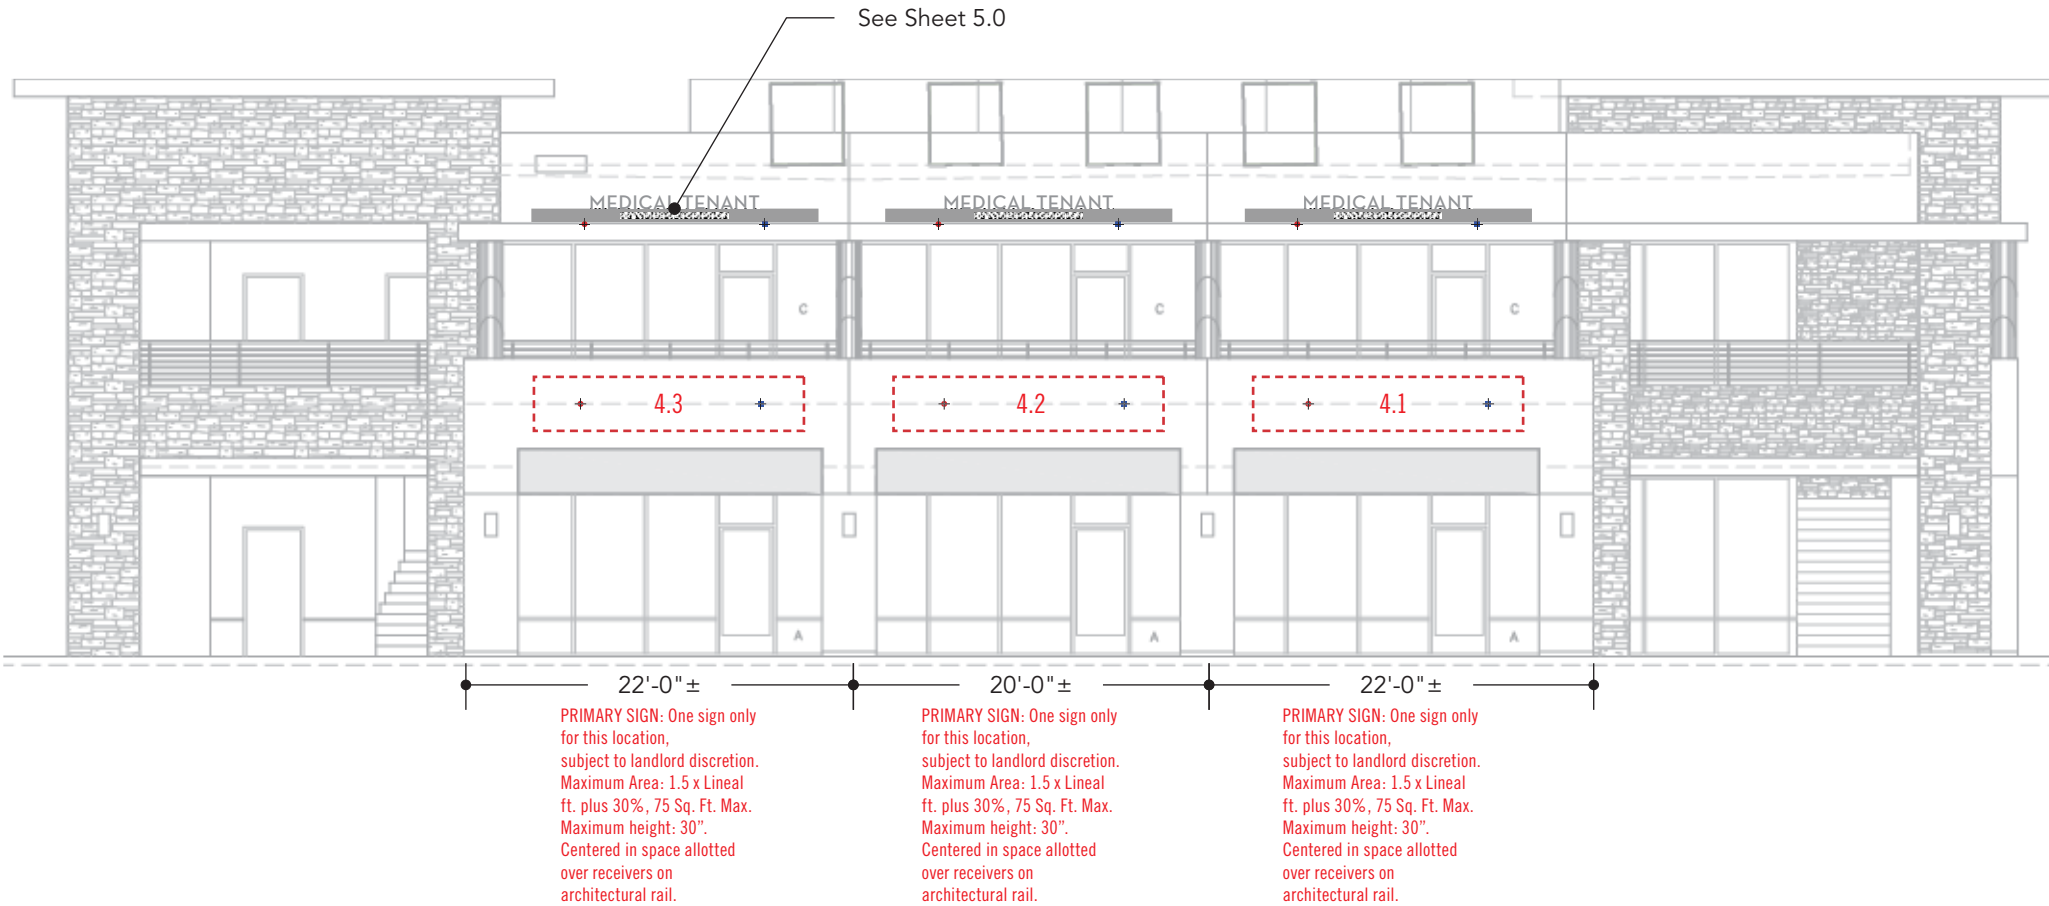 See Sheet 5.0
MEDICAL TENANT
MEDICAL TENANT
MEDICAL TENANT
C
C
C
4.3
4.2
4.1
A
A
A
22'-0"±
20'-0"±
22'-0"±
PRIMARY SIGN: One sign only
for this location,
subject to landlord discretion.
Maximum Area: 1.5 x Lineal
ft. plus 30%, 75 Sq. Ft. Max.
Maximum height: 30”.
Centered in space allotted
over receivers on
architectural rail.
PRIMARY SIGN: One sign only
for this location,
subject to landlord discretion.
Maximum Area: 1.5 x Lineal
ft. plus 30%, 75 Sq. Ft. Max.
Maximum height: 30”.
Centered in space allotted
over receivers on
architectural rail.
PRIMARY SIGN: One sign only
for this location,
subject to landlord discretion.
Maximum Area: 1.5 x Lineal
ft. plus 30%, 75 Sq. Ft. Max.
Maximum height: 30”.
Centered in space allotted
over receivers on
architectural rail.